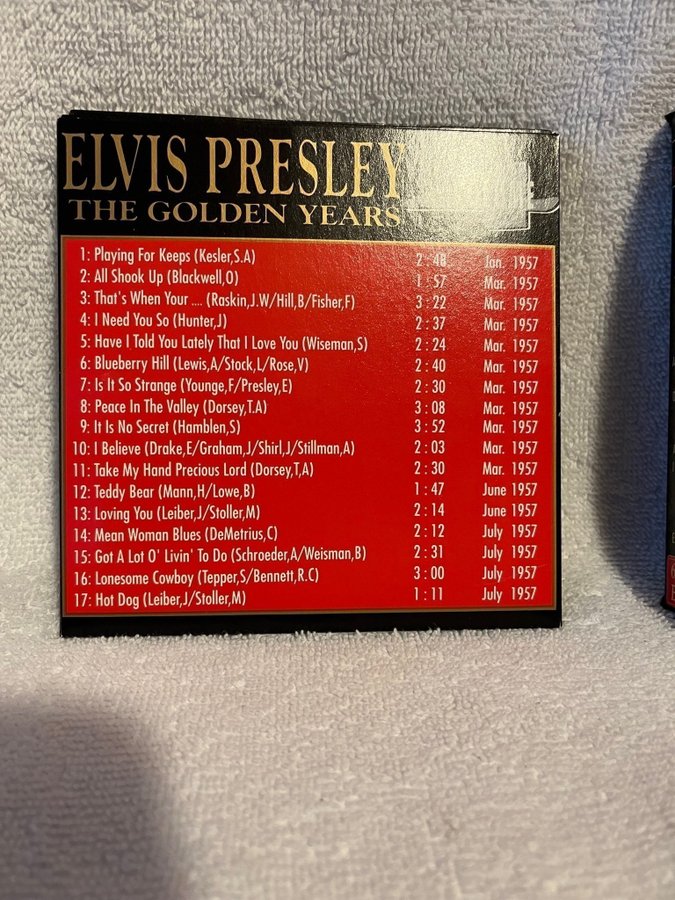 ELVIS PRESLEY
THE GOLDEN YEARS
1: Playing For Keeps (Kesler,S.A) 2:48 Jan. 1957
2: All Shook Up (Blackwell,O) 1:57 Mar. 1957
3: That's When Your .... (Raskin,J.W/Hill,B/Fisher,F) 3:22 Mar. 1957
4: I Need You So (Hunter,J) 2:37 Mar. 1957
5: Have I Told You Lately That I Love You (Wiseman,S) 2:24 Mar. 1957
6: Blueberry Hill (Lewis,A/Stock,L/Rose,V) 2:40 Mar. 1957
7: Is It So Strange (Younge,F/Presley,E) 2:30 Mar. 1957
8: Peace In The Valley (Dorsey,T.A) 3:08 Mar. 1957
9: It Is No Secret (Hamblen,S) 3:52 Mar. 1957
10: I Believe (Drake,E/Graham,J/Shirl,J/Stillman,A) 2:03 Mar. 1957
11: Take My Hand Precious Lord (Dorsey,T,A) 2:30 Mar. 1957
12: Teddy Bear (Mann,H/Lowe,B) 1:47 June 1957
13: Loving You (Leiber,J/Stoller,M) 2:14 June 1957
14: Mean Woman Blues (DeMetrius,C) 2:12 July 1957
15: Got A Lot O' Livin' To Do (Schroeder,A/Weisman,B) 2:31 July 1957
16: Lonesome Cowboy (Tepper,S/Bennett,R.C) 3:00 July 1957
17: Hot Dog (Leiber,J/Stoller,M) 1:11 July 1957